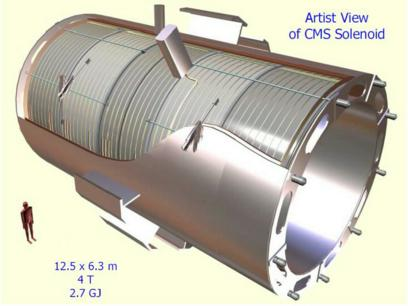 Artist View
of CMS Solenoid
12.5 x 6.3 m
4 T
2.7 GJ